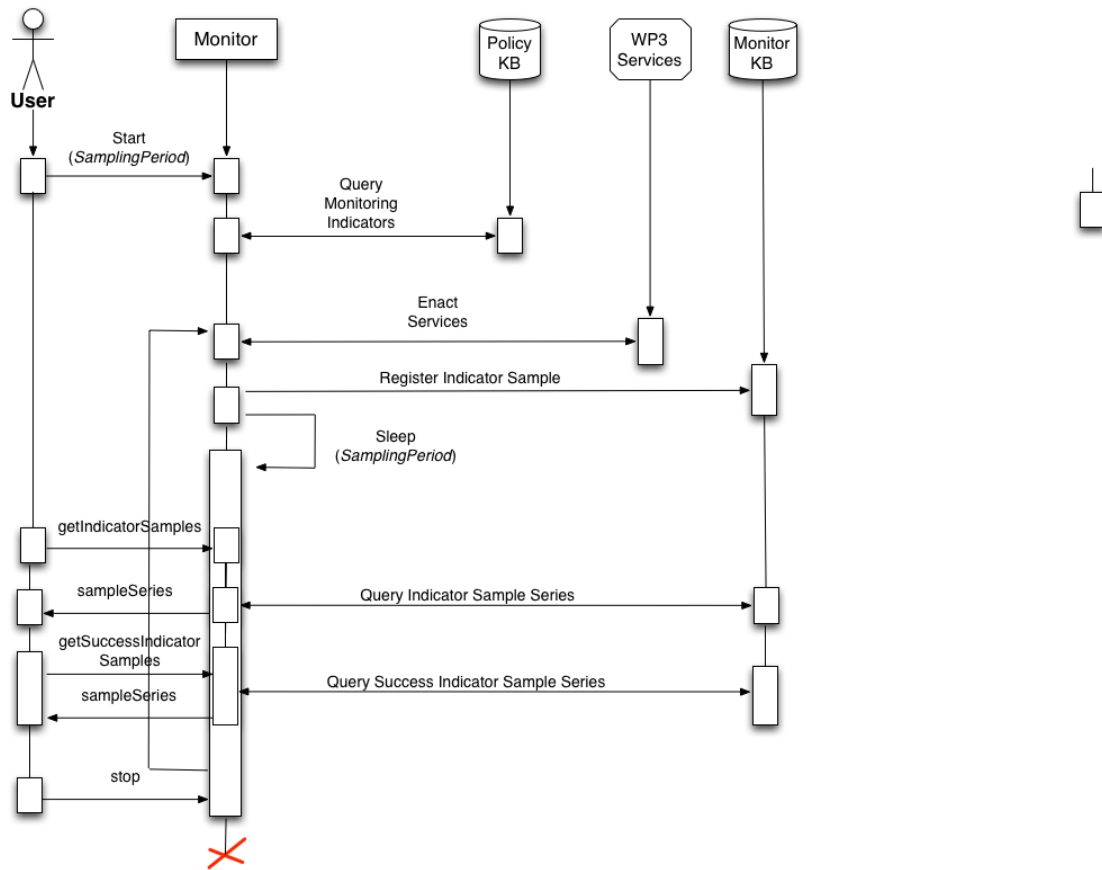 User
Monitor
Policy
KB
WP3
Services
Monitor
KB
Start
(SamplingPeriod)
Query
Monitoring
Indicators
Enact
Services
Register Indicator Sample
Sleep
(SamplingPeriod)
getIndicatorSamples
sampleSeries
Query Indicator Sample Series
getSuccessIndicator
Samples
Query Success Indicator Sample Series
sampleSeries
stop